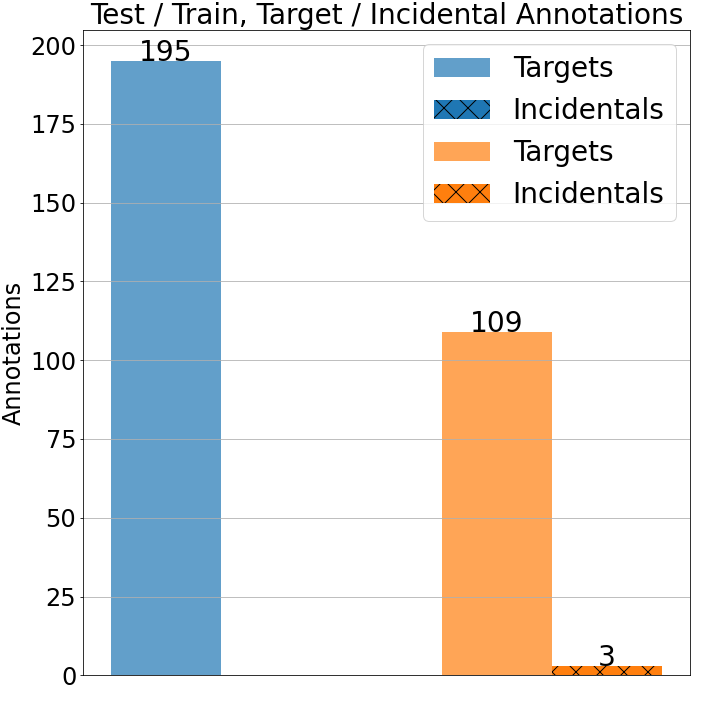 Test / Train, Target / Incidental Annotations
200
175
150
125
100
75
50
25
0
Annotations
195
109
3
Targets
Incidentals
Targets
Incidentals